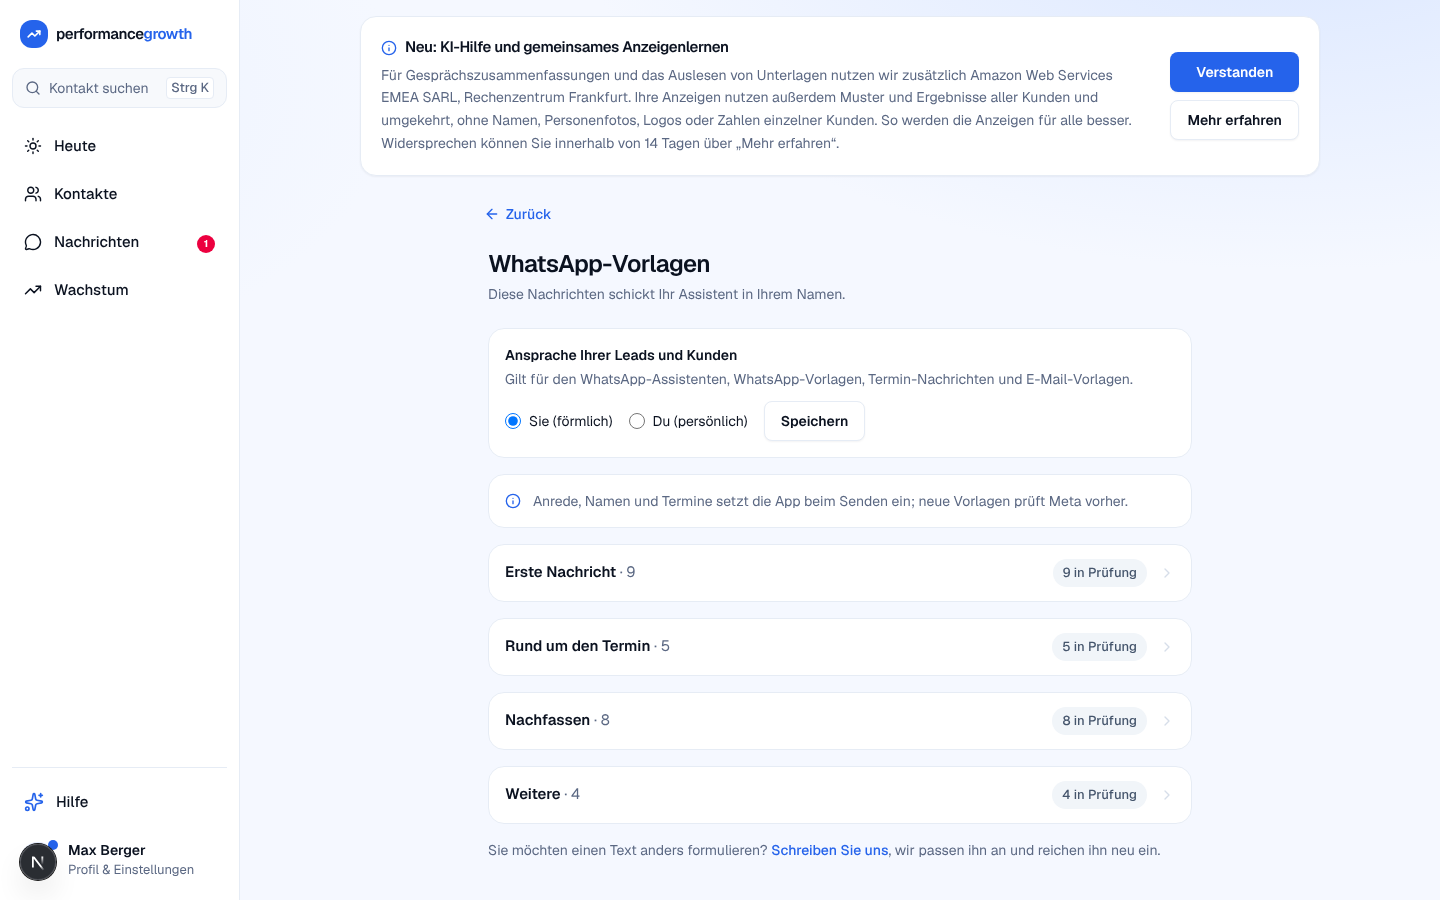 performancegrowth
Kontakt suchen Strg K
Heute
Kontakte
Nachrichten 1
Wachstum
Hilfe
N
Max Berger
Profil & Einstellungen
Neu: KI-Hilfe und gemeinsames Anzeigenlernen
Für Gesprächszusammenfassungen und das Auslesen von Unterlagen nutzen wir zusätzlich Amazon Web Services
EMEA SARL, Rechenzentrum Frankfurt. Ihre Anzeigen nutzen außerdem Muster und Ergebnisse aller Kunden und
umgekehrt, ohne Namen, Personenfotos, Logos oder Zahlen einzelner Kunden. So werden die Anzeigen für alle besser.
Widersprechen können Sie innerhalb von 14 Tagen über „Mehr erfahren“.
Verstanden
Mehr erfahren
Zurück
WhatsApp-Vorlagen
Diese Nachrichten schickt Ihr Assistent in Ihrem Namen.
Ansprache Ihrer Leads und Kunden
Gilt für den WhatsApp-Assistenten, WhatsApp-Vorlagen, Termin-Nachrichten und E-Mail-Vorlagen.
Sie (förmlich) Du (persönlich) Speichern
Anrede, Namen und Termine setzt die App beim Senden ein; neue Vorlagen prüft Meta vorher.
Erste Nachricht · 9 9 in Prüfung
Rund um den Termin · 5 5 in Prüfung
Nachfassen · 8 8 in Prüfung
Weitere · 4 4 in Prüfung
Sie möchten einen Text anders formulieren? Schreiben Sie uns, wir passen ihn an und reichen ihn neu ein.